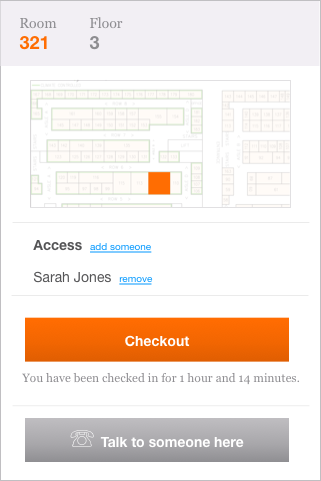 Room Floor
321 3
Access add someone
Sarah Jones remove
Checkout
You have been checked in for 1 hour and 14 minutes.
Talk to someone here